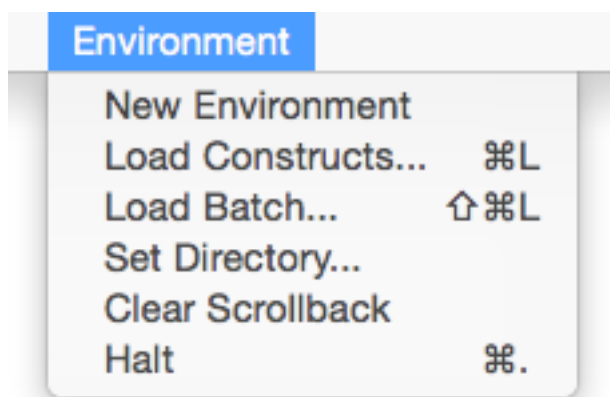 Environment
New Environment
Load Constructs... ⌘L
Load Batch... ⇧⌘L
Set Directory...
Clear Scrollback
Halt ⌘.